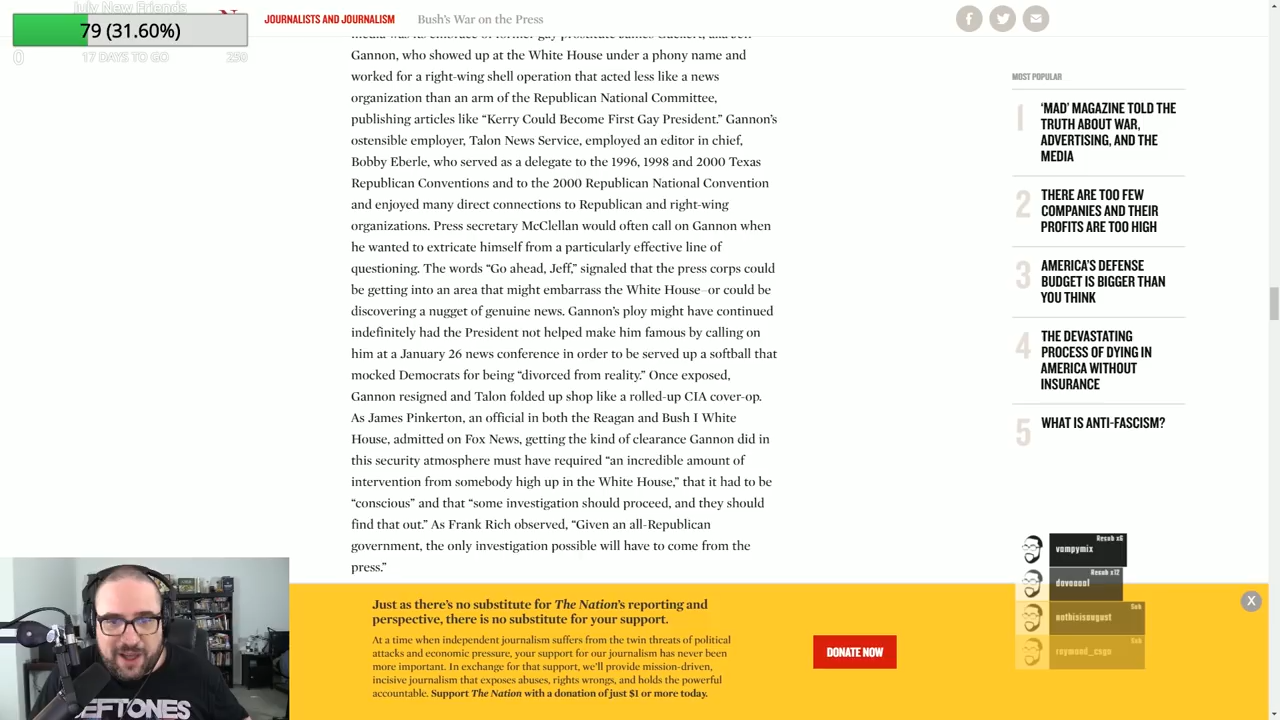 July New Friends
79 (31.60%)
0
17 DAYS TO GO
250
JOURNALISTS AND JOURNALISM
Bush's War on the Press
Gannon, who showed up at the White House under a phony name and
worked for a right-wing shell operation that acted less like a news
organization than an arm of the Republican National Committee,
publishing articles like “Kerry Could Become First Gay President.” Gannon’s
ostensible employer, Talon News Service, employed an editor in chief,
Bobby Eberle, who served as a delegate to the 1996, 1998 and 2000 Texas
Republican Conventions and to the 2000 Republican National Convention
and enjoyed many direct connections to Republican and right-wing
organizations. Press secretary McClellan would often call on Gannon when
he wanted to extricate himself from a particularly effective line of
questioning. The words “Go ahead, Jeff,” signaled that the press corps could
be getting into an area that might embarrass the White House–or could be
discovering a nugget of genuine news. Gannon’s ploy might have continued
indefinitely had the President not helped make him famous by calling on
him at a January 26 news conference in order to be served up a softball that
mocked Democrats for being “divorced from reality.” Once exposed,
Gannon resigned and Talon folded up shop like a rolled-up CIA cover-op.
As James Pinkerton, an official in both the Reagan and Bush I White
House, admitted on Fox News, getting the kind of clearance Gannon did in
this security atmosphere must have required “an incredible amount of
intervention from somebody high up in the White House,” that it had to be
“conscious” and that “some investigation should proceed, and they should
find that out.” As Frank Rich observed, “Given an all-Republican
government, the only investigation possible will have to come from the
press.”
MOST POPULAR
1
‘MAD’ MAGAZINE TOLD THE
TRUTH ABOUT WAR,
ADVERTISING, AND THE
MEDIA
2
THERE ARE TOO FEW
COMPANIES AND THEIR
PROFITS ARE TOO HIGH
3
AMERICA’S DEFENSE
BUDGET IS BIGGER THAN
YOU THINK
4
THE DEVASTATING
PROCESS OF DYING IN
AMERICA WITHOUT
INSURANCE
5
WHAT IS ANTI-FASCISM?
Resub x6
vampymix
Resub x12
Sub
nothisisaugust
Sub
raymond_csgo
Just as there’s no substitute for The Nation’s reporting and
perspective, there is no substitute for your support.
At a time when independent journalism suffers from the twin threats of political
attacks and economic pressure, your support for our journalism has never been
more important. In exchange for that support, we’ll provide mission-driven,
incisive journalism that exposes abuses, rights wrongs, and holds the powerful
accountable. Support The Nation with a donation of just $1 or more today.
DONATE NOW
X
DEFTONES